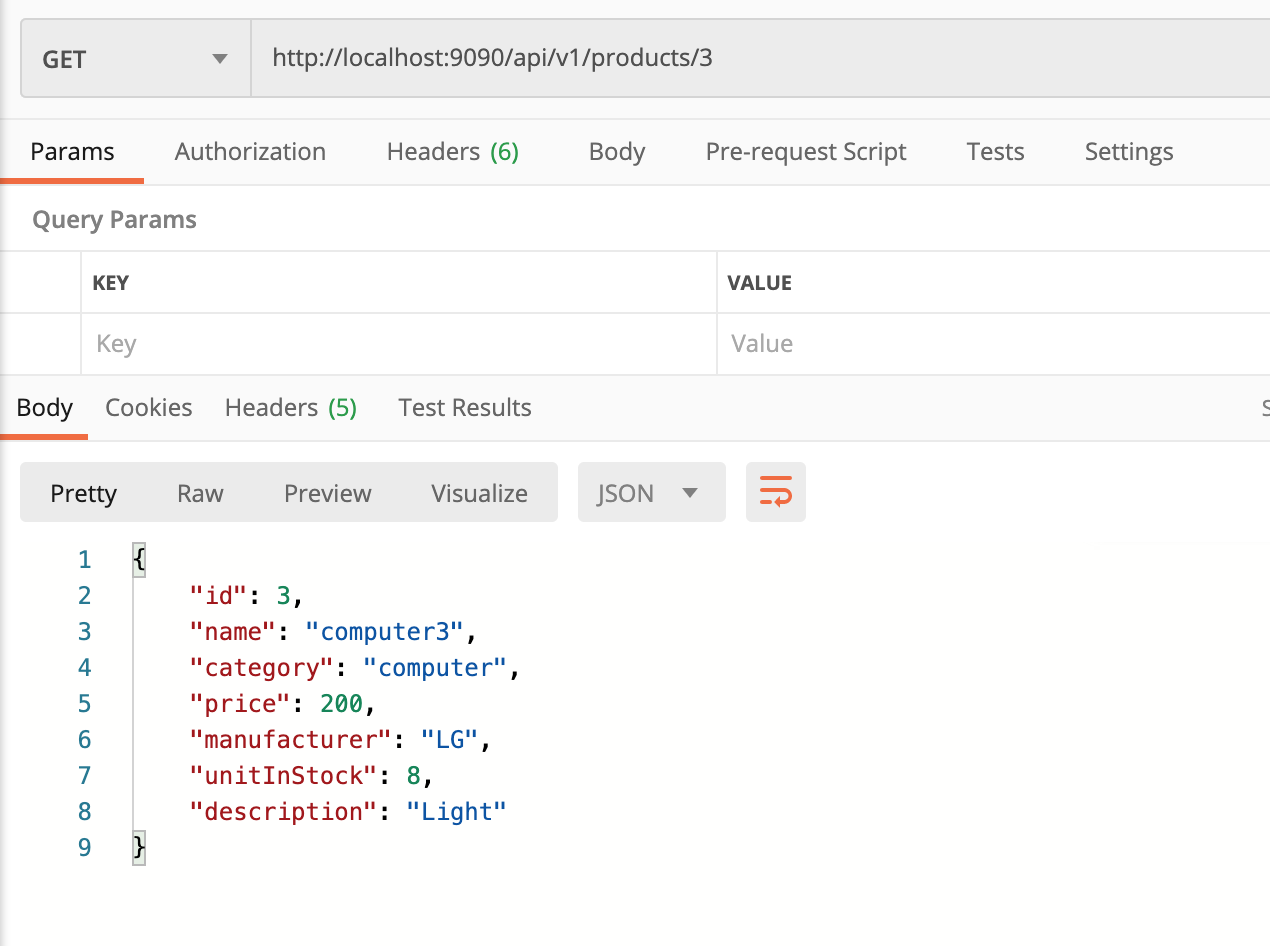 GET http://localhost:9090/api/v1/products/3
Params Authorization Headers (6) Body Pre-request Script Tests Settings
Query Params
KEY VALUE
Key Value
Body Cookies Headers (5) Test Results
Pretty Raw Preview Visualize JSON
1 {
2 "id": 3,
3 "name": "computer3",
4 "category": "computer",
5 "price": 200,
6 "manufacturer": "LG",
7 "unitInStock": 8,
8 "description": "Light"
9 }